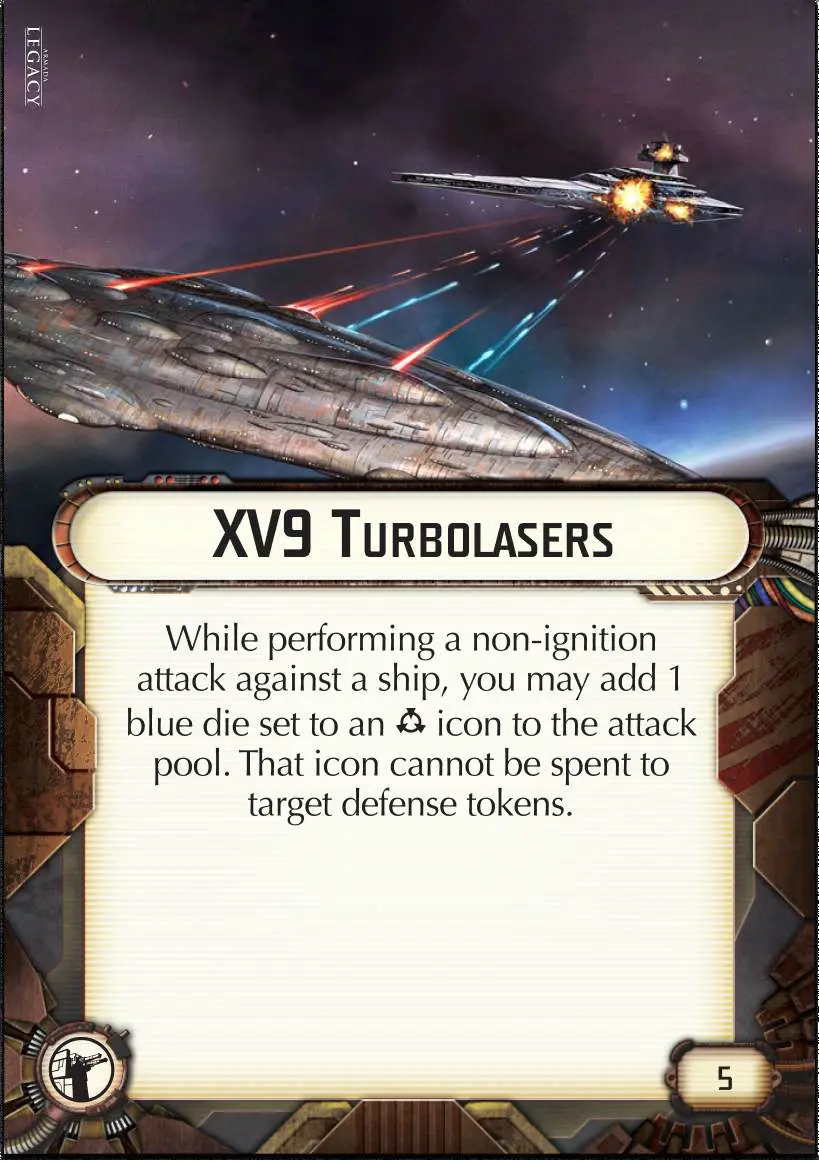 ARMADA
LEGACY
XV9 Turbolasers
While performing a non-ignition
attack against a ship, you may add 1
blue die set to an icon to the attack
pool. That icon cannot be spent to
target defense tokens.
5